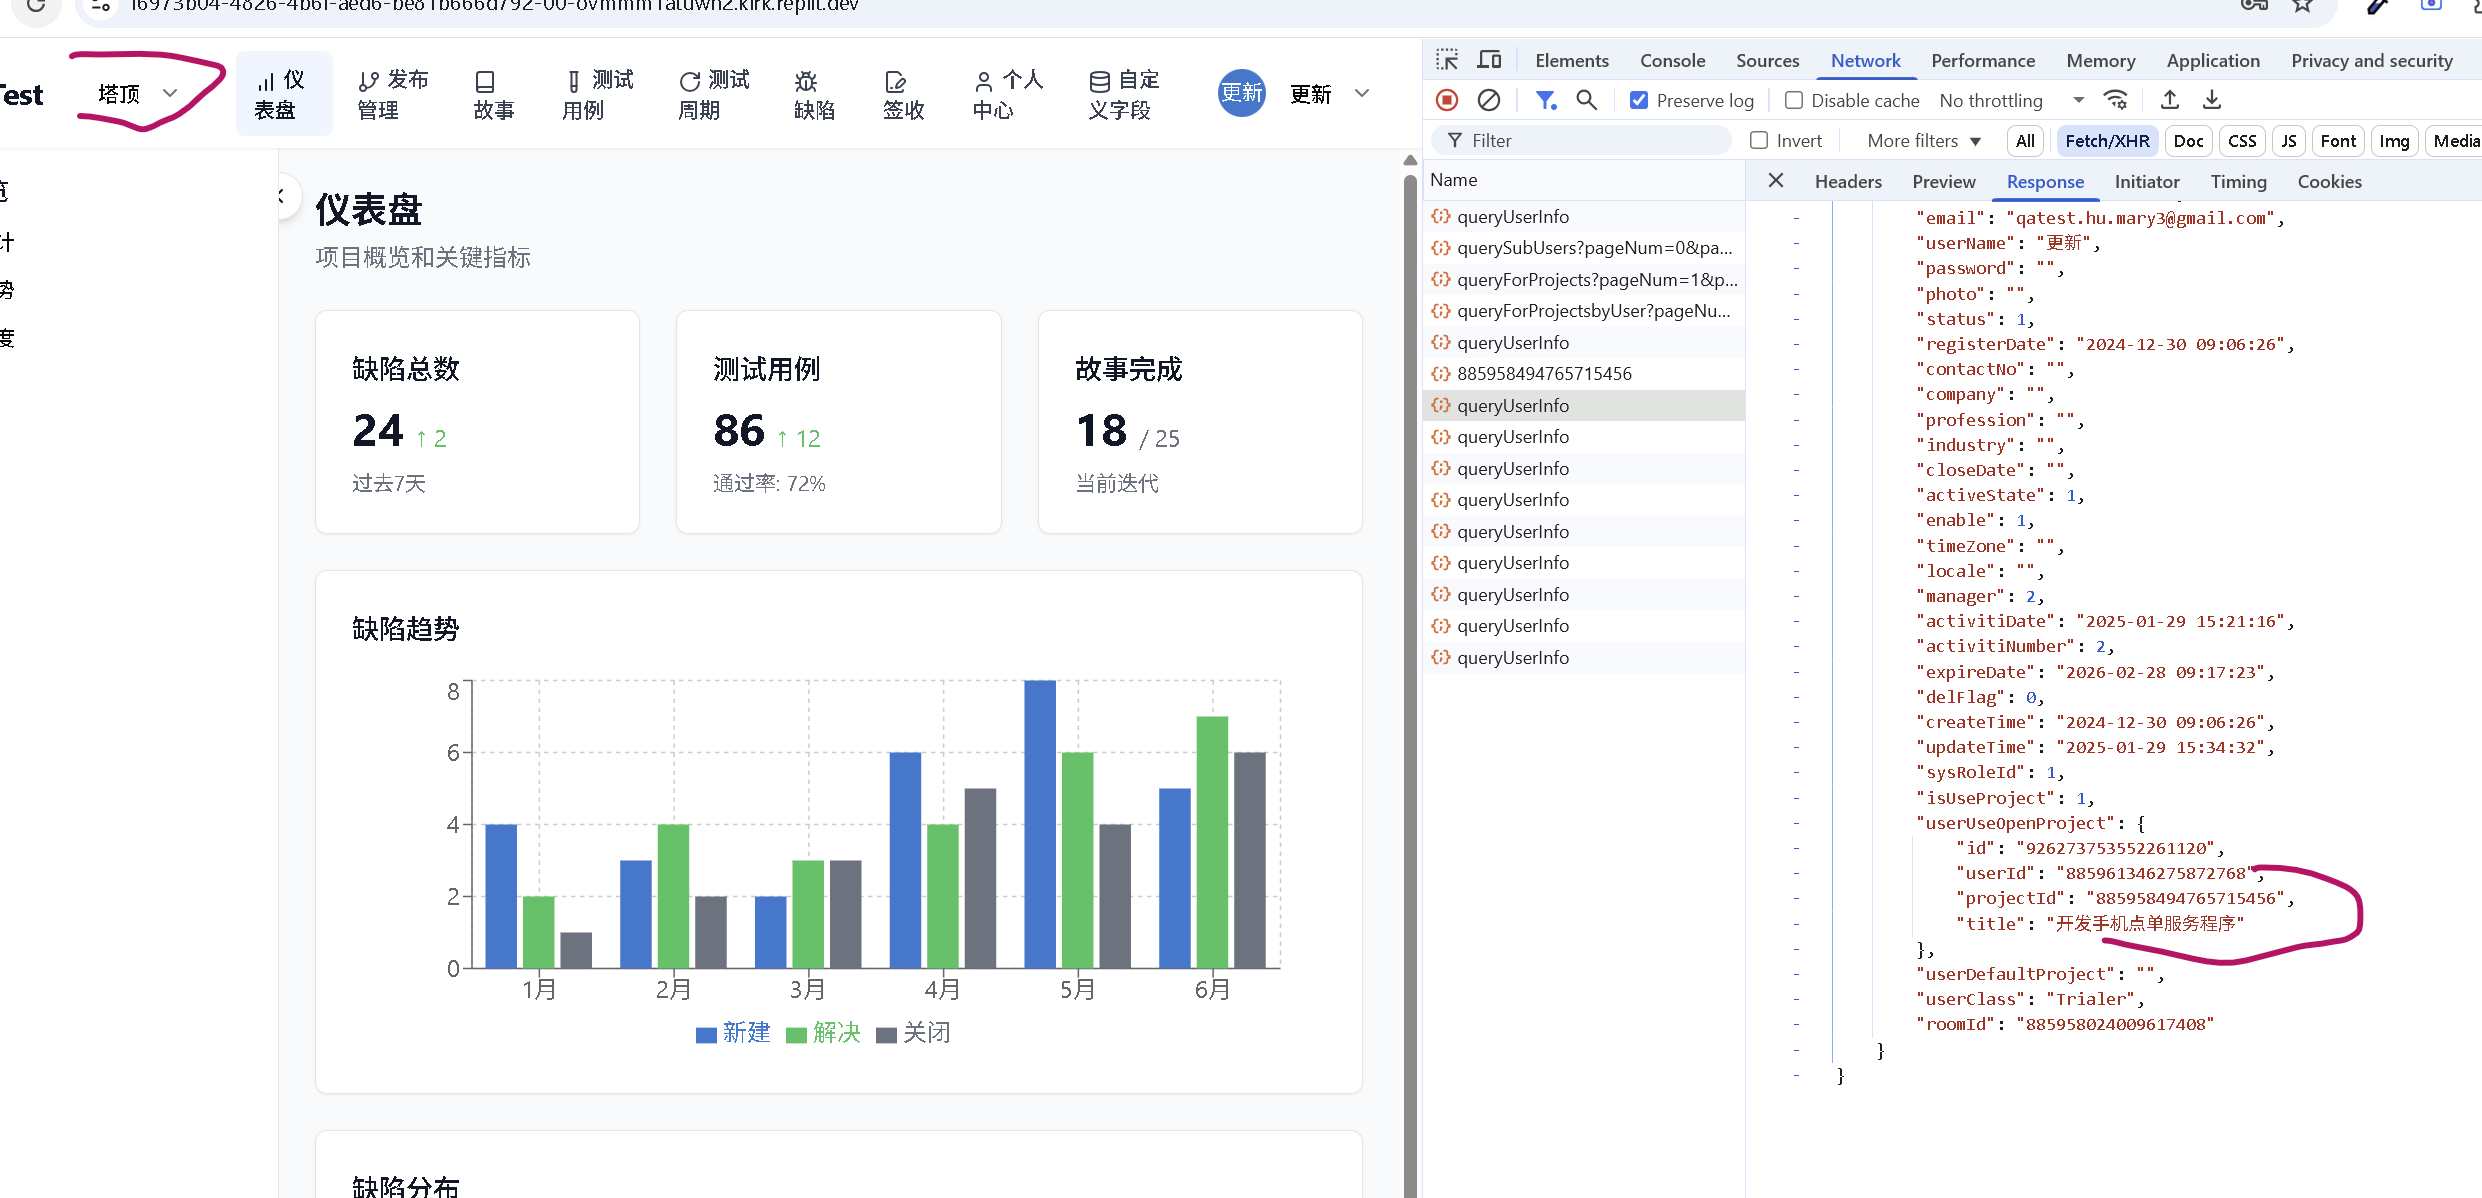 Test
塔顶
仪
表盘
发布
管理
故事
测试
用例
测试
周期
缺陷
签收
个人
中心
自定
义字段
更新
更新
计
势
度
仪表盘
项目概览和关键指标
缺陷总数
24 ↑ 2
过去7天
测试用例
86 ↑ 12
通过率: 72%
故事完成
18 / 25
当前迭代
缺陷趋势
8
6
4
2
0
1月 2月 3月 4月 5月 6月
新建 解决 关闭
缺陷分布
Elements Console Sources Network Performance Memory Application Privacy and security
Preserve log Disable cache No throttling
Filter Invert More filters All Fetch/XHR Doc CSS JS Font Img Media
Name
Headers Preview Response Initiator Timing Cookies
queryUserInfo
querySubUsers?pageNum=0&pa...
queryForProjects?pageNum=1&p...
queryForProjectsbyUser?pageNu...
queryUserInfo
885958494765715456
queryUserInfo
queryUserInfo
queryUserInfo
queryUserInfo
queryUserInfo
queryUserInfo
queryUserInfo
queryUserInfo
queryUserInfo
"email": "qatest.hu.mary3@gmail.com",
"userName": "更新",
"password": "",
"photo": "",
"status": 1,
"registerDate": "2024-12-30 09:06:26",
"contactNo": "",
"company": "",
"profession": "",
"industry": "",
"closeDate": "",
"activeState": 1,
"enable": 1,
"timeZone": "",
"locale": "",
"manager": 2,
"activitiDate": "2025-01-29 15:21:16",
"activitiNumber": 2,
"expireDate": "2026-02-28 09:17:23",
"delFlag": 0,
"createTime": "2024-12-30 09:06:26",
"updateTime": "2025-01-29 15:34:32",
"sysRoleId": 1,
"isUseProject": 1,
"userUseOpenProject": {
"id": "926273753552261120",
"userId": "885961346275872768",
"projectId": "885958494765715456",
"title": "开发手机点单服务程序"
},
"userDefaultProject": "",
"userClass": "Trialer",
"roomId": "885958024009617408"
}
}